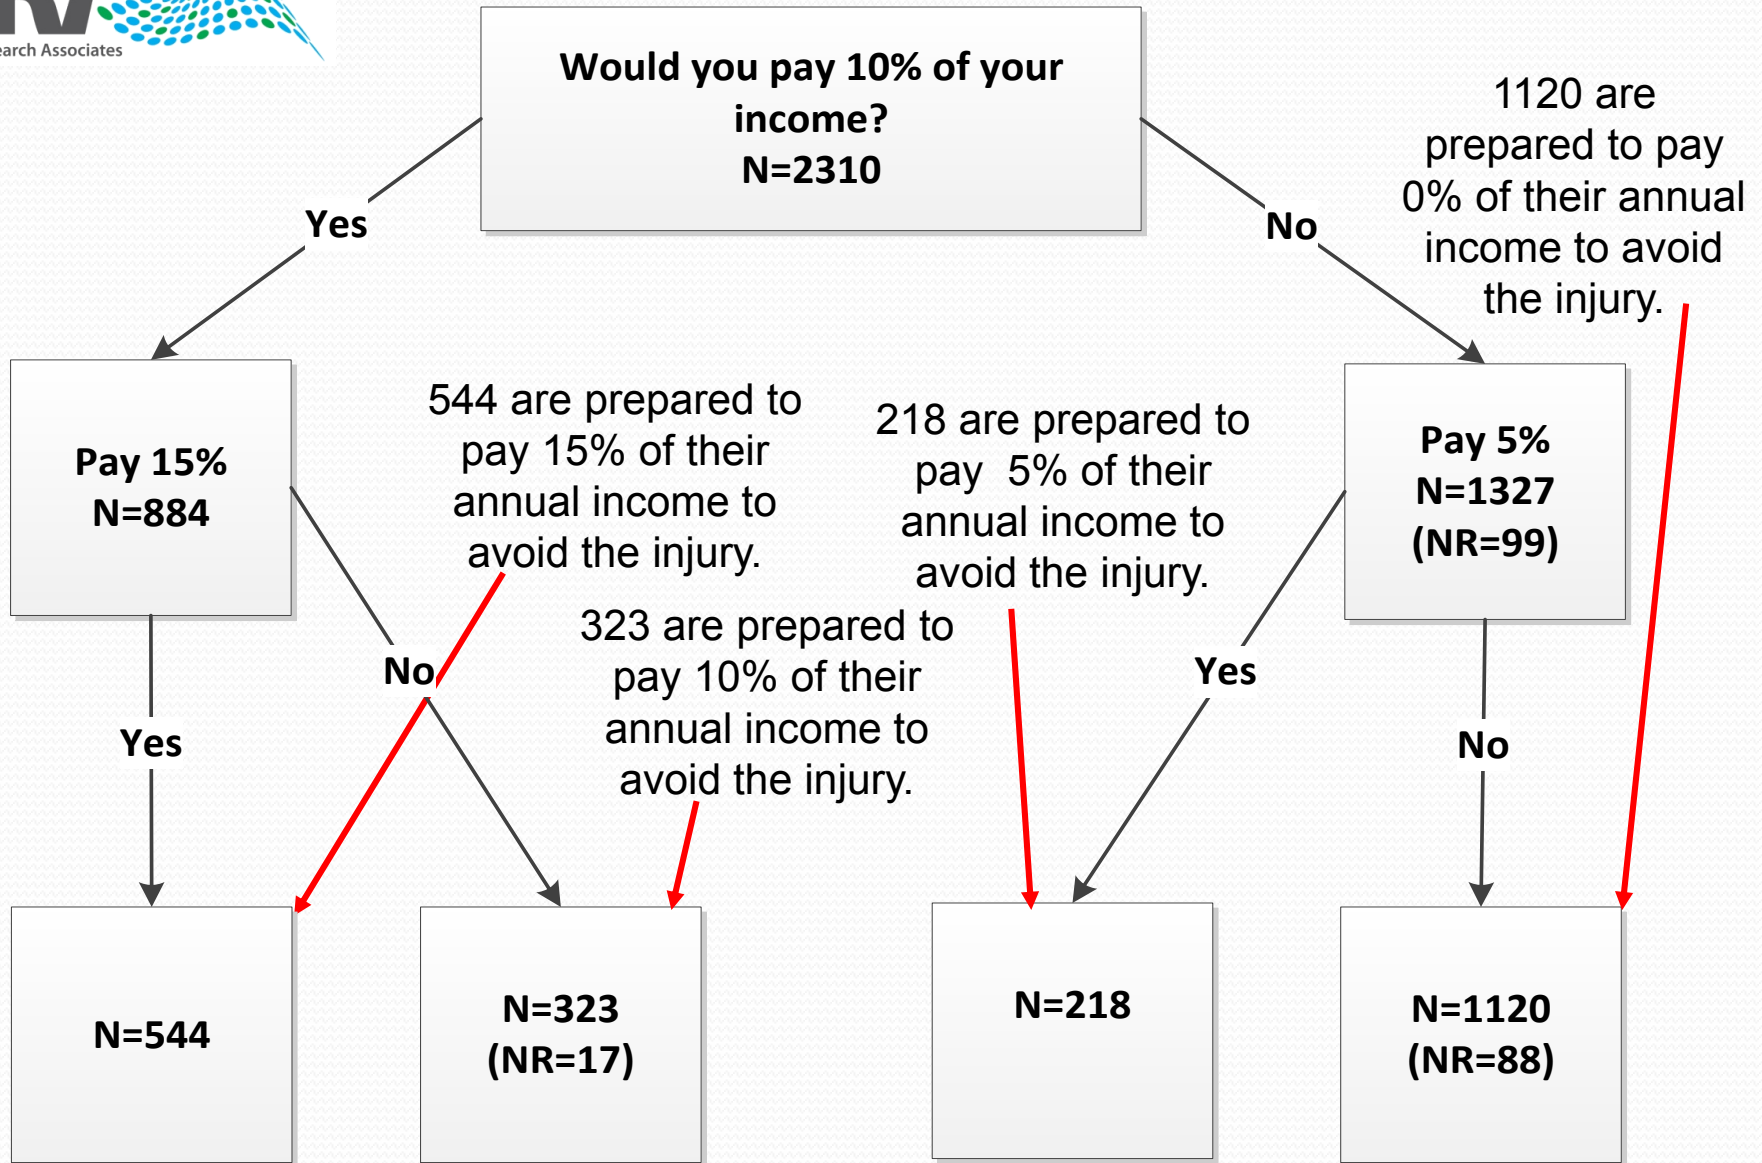 Research Associates
Would you pay 10% of your
income?
N=2310
1120 are
prepared to pay
0% of their annual
income to avoid
the injury.
Yes
No
Pay 15%
N=884
544 are prepared to
pay 15% of their
annual income to
avoid the injury.
218 are prepared to
pay 5% of their
annual income to
avoid the injury.
Pay 5%
N=1327
(NR=99)
323 are prepared to
pay 10% of their
annual income to
avoid the injury.
No
Yes
Yes
No
N=544
N=323
(NR=17)
N=218
N=1120
(NR=88)